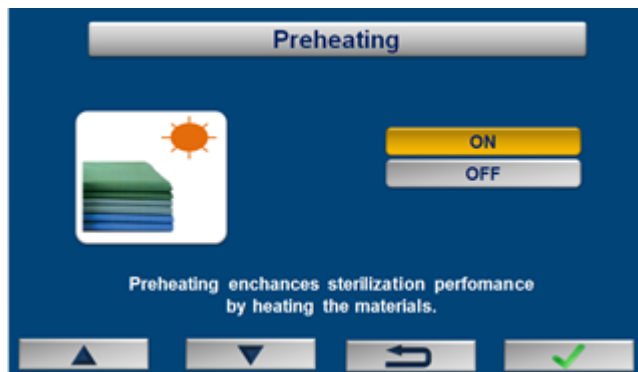 Preheating
ON
OFF
Preheating enchances sterilization perfomance
by heating the materials.